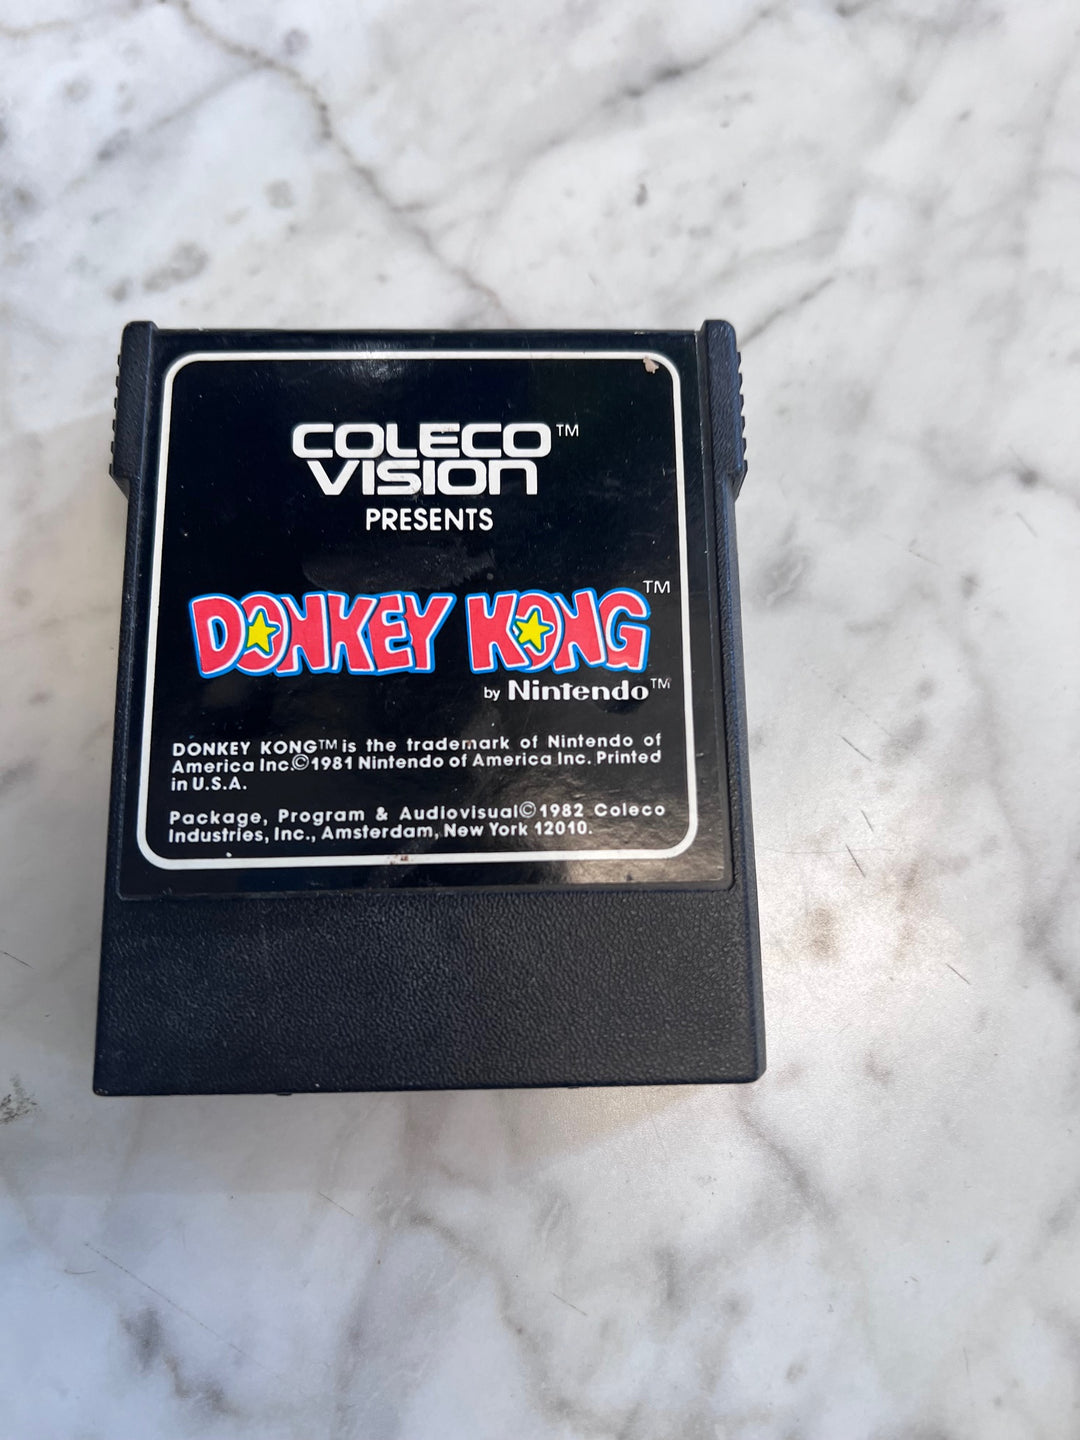 COLECO™
VISION
PRESENTS
DONKEY KONG™
by Nintendo™
DONKEY KONG™ is the trademark of Nintendo of
America Inc.©1981 Nintendo of America Inc. Printed
in U.S.A.
Package, Program & Audiovisual©1982 Coleco
Industries, Inc., Amsterdam, New York 12010.